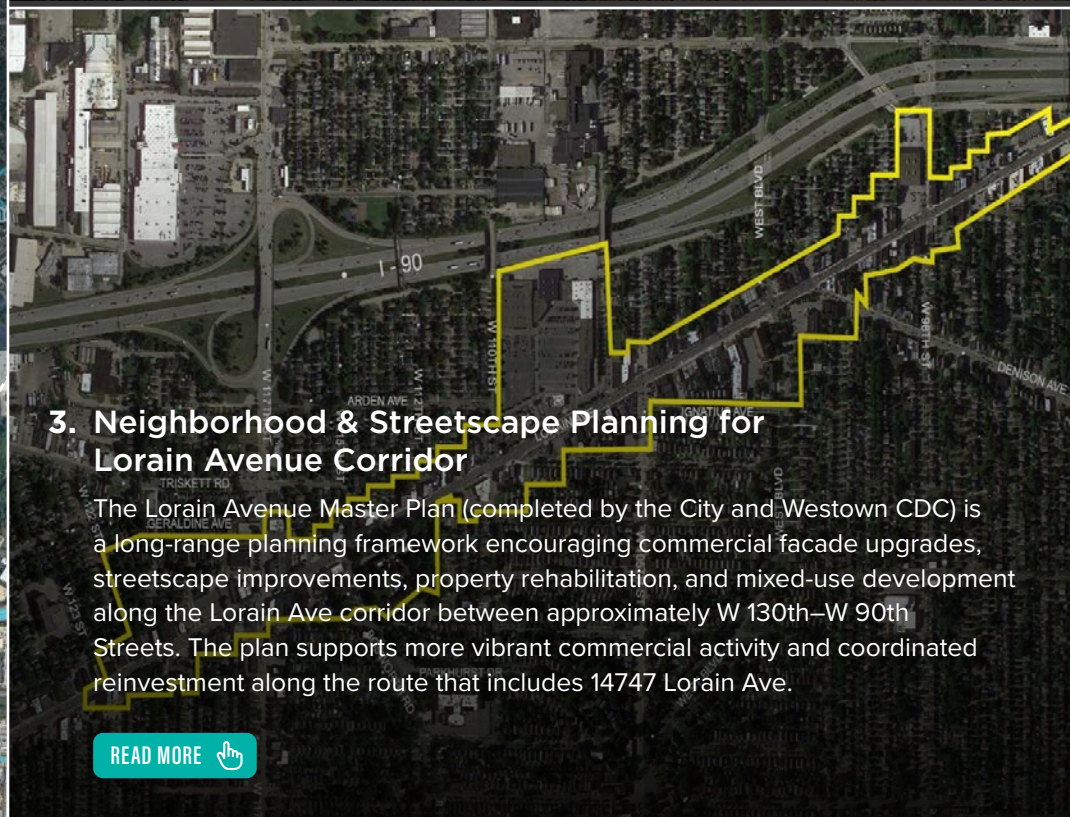 WEST BLVD
I - 90
W 110TH ST
W 98TH ST
DENISON AVE
W 117
ARDEN AVE
IGNATIUS AVE
3. Neighborhood & Streetscape Planning for
Lorain Avenue Corridor
TRISKETT RD
GERALDINE AVE
The Lorain Avenue Master Plan (completed by the City and Westown CDC) is
a long-range planning framework encouraging commercial facade upgrades,
streetscape improvements, property rehabilitation, and mixed-use development
along the Lorain Ave corridor between approximately W 130th–W 90th
Streets. The plan supports more vibrant commercial activity and coordinated
reinvestment along the route that includes 14747 Lorain Ave.
PARKHURST DR
READ MORE